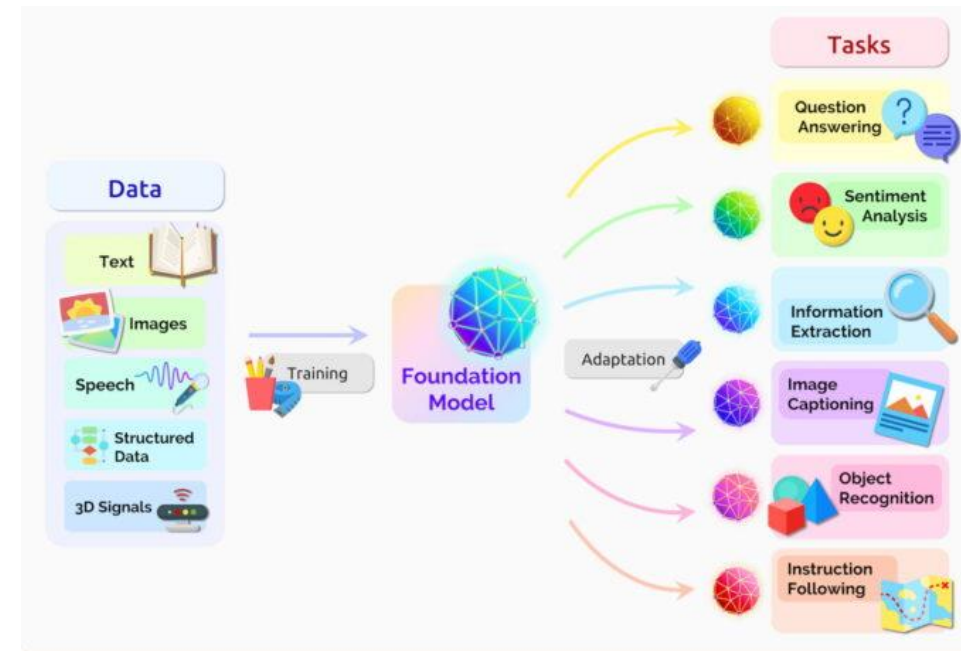 Data
Text
Images
Speech
Structured
Data
3D Signals
Training
Foundation
Model
Adaptation
Tasks
Question
Answering
Sentiment
Analysis
Information
Extraction
Image
Captioning
Object
Recognition
Instruction
Following